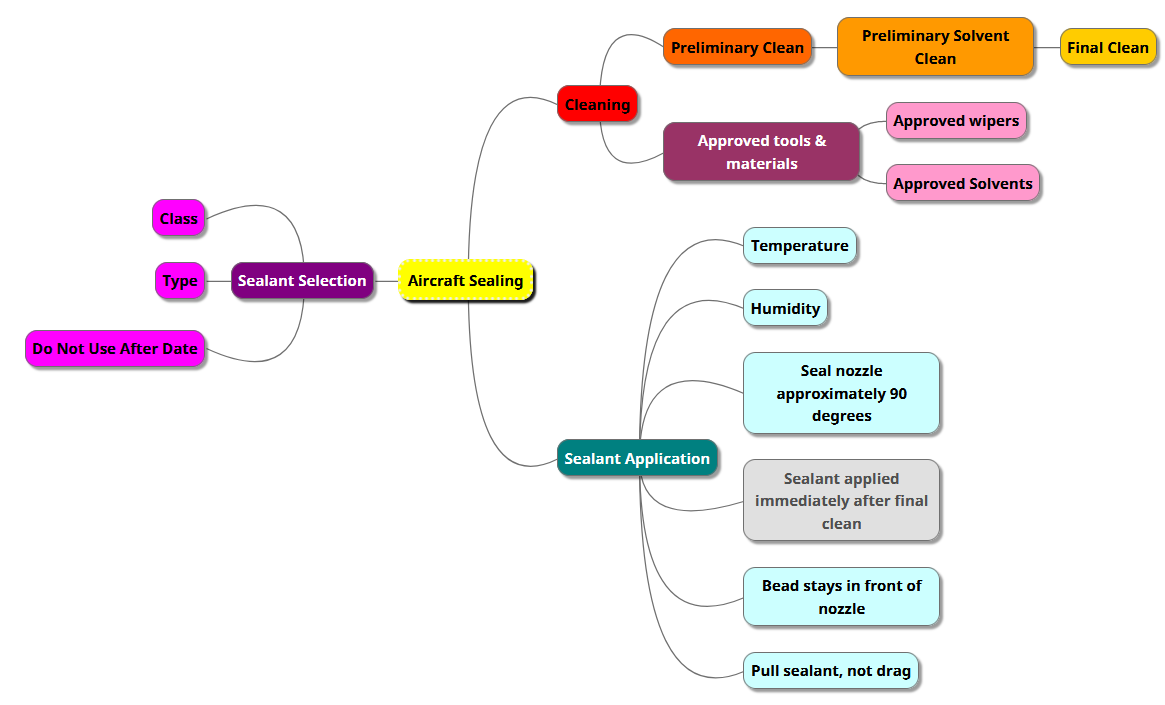 Aircraft Sealing
Cleaning
Preliminary Clean
Preliminary Solvent
Clean
Final Clean
Approved tools &
materials
Approved wipers
Approved Solvents
Sealant Application
Temperature
Humidity
Seal nozzle
approximately 90
degrees
Sealant applied
immediately after final
clean
Bead stays in front of
nozzle
Pull sealant, not drag
Sealant Selection
Class
Type
Do Not Use After Date